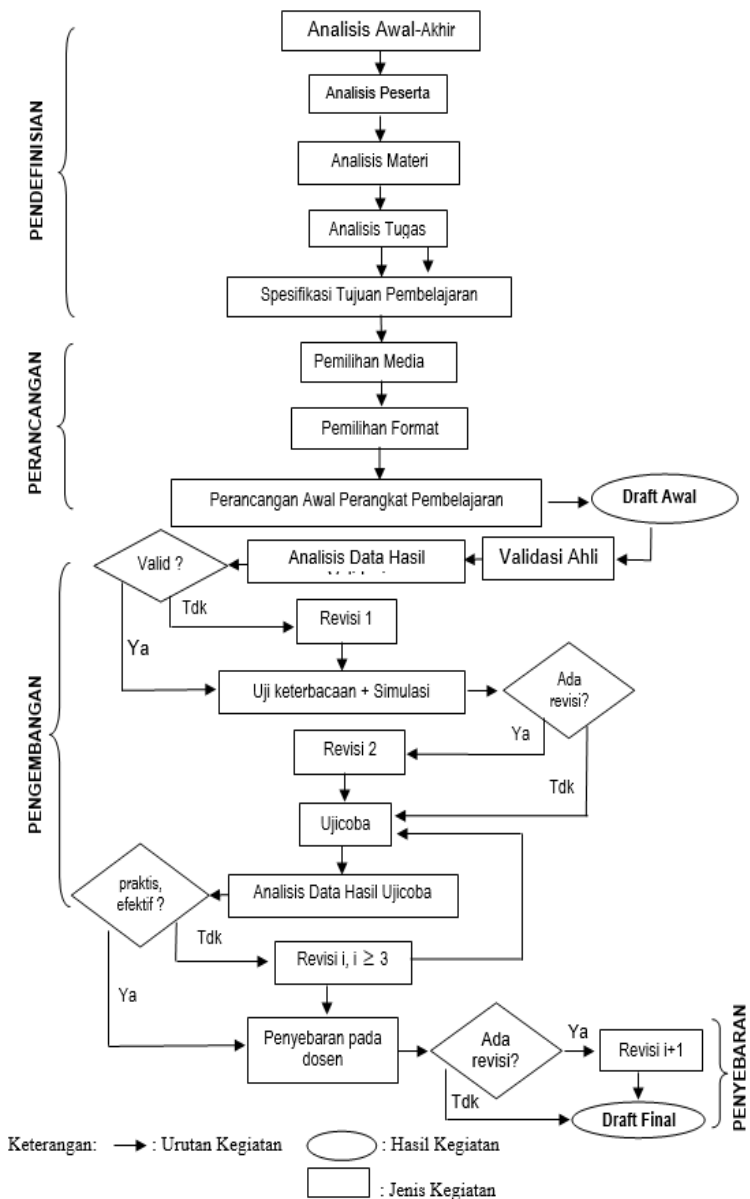 Analisis Awal-Akhir
Analisis Peserta
Analisis Materi
Analisis Tugas
Spesifikasi Tujuan Pembelajaran
PENDEFINISIAN
Pemilihan Media
Pemilihan Format
Perancangan Awal Perangkat Pembelajaran
Draft Awal
PERANCANGAN
Valid ?
Analisis Data Hasil
Validasi Ahli
Tdk
Revisi 1
Ya
Uji keterbacaan + Simulasi
Ada
revisi?
Ya
Revisi 2
Tdk
Ujicoba
PENGEMBANGAN
praktis,
efektif ?
Analisis Data Hasil Ujicoba
Tdk
Revisi i, i ≥ 3
Ya
Penyebaran pada
dosen
Ada
revisi?
Ya
Revisi i+1
Tdk
Draft Final
PENYEBARAN
Keterangan: : Urutan Kegiatan : Hasil Kegiatan
: Jenis Kegiatan